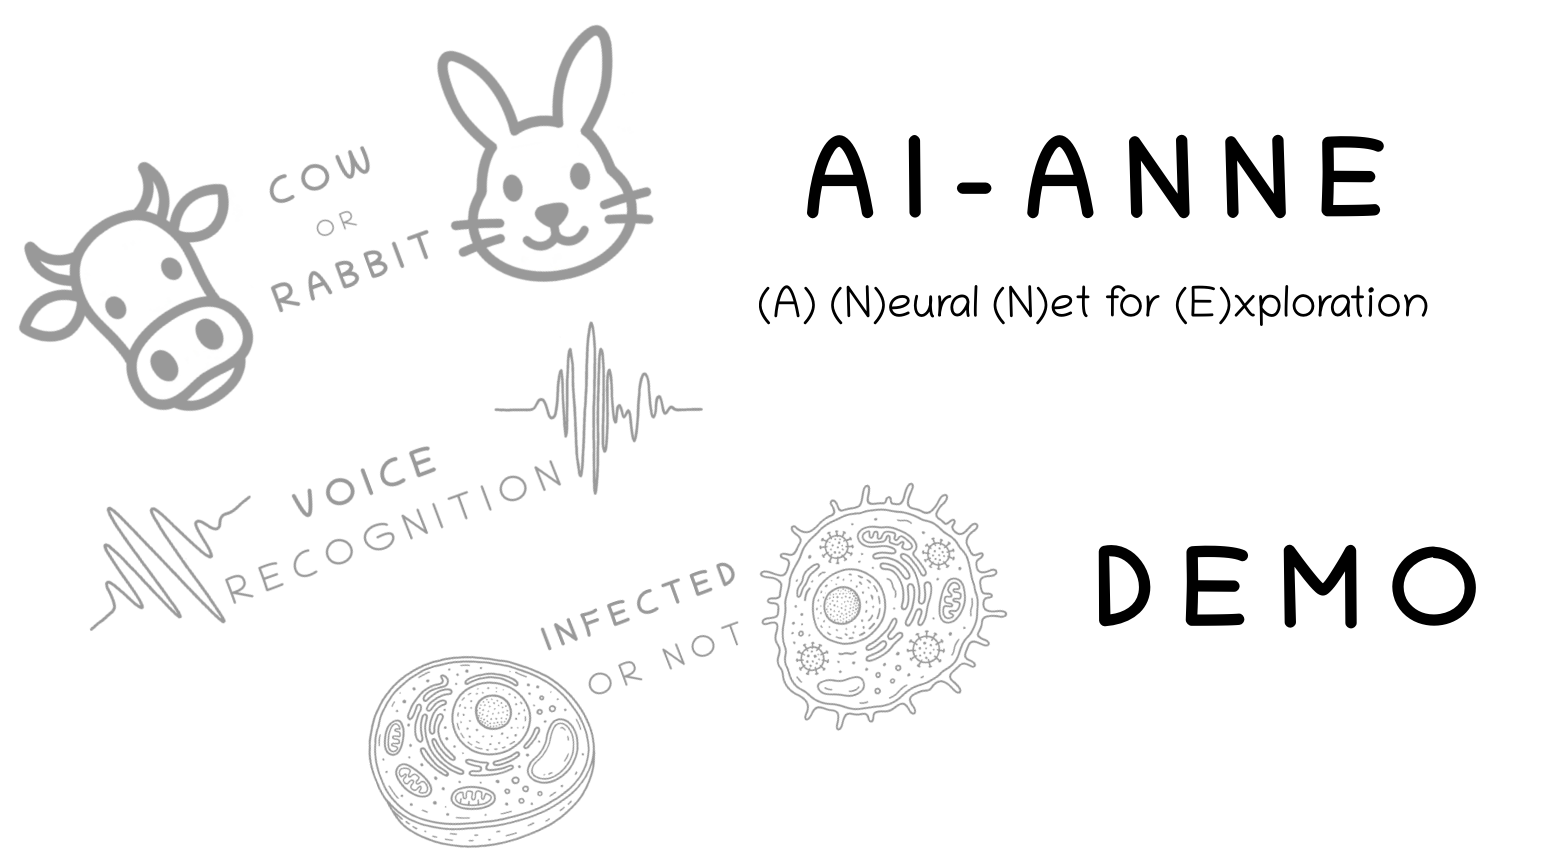 COW
OR
RABBIT
VOICE
RECOGNITION
INFECTED
OR NOT
AI-ANNE
(A) (N)eural (N)et for (E)xploration
DEMO